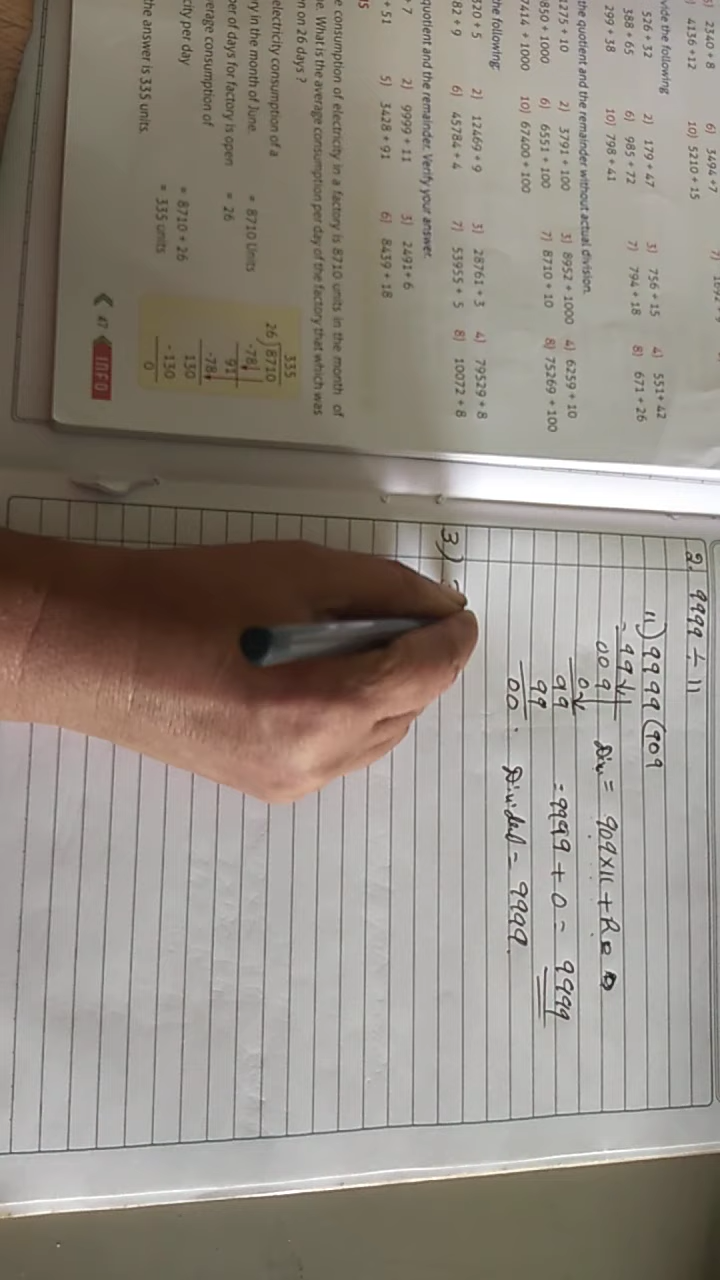 5) 2340 ÷ 8
6) 3494 ÷ 7
4136 ÷ 12
10) 5210 ÷ 15
vide the following
526 ÷ 32
2) 179 ÷ 47
3) 756 ÷ 15
4) 551 ÷ 42
588 ÷ 65
6) 985 ÷ 72
7) 794 ÷ 18
8) 671 ÷ 26
299 ÷ 38
10) 798 ÷ 41
the quotient and the remainder without actual division.
1275 ÷ 10
2) 3791 ÷ 100
3) 8952 ÷ 1000
4) 6259 ÷ 10
850 ÷ 1000
6) 6551 ÷ 100
7) 8710 ÷ 10
8) 75269 ÷ 100
7414 ÷ 1000
10) 67400 ÷ 100
he following:
320 ÷ 5
2) 12469 ÷ 9
3) 28761 ÷ 3
4) 79529 ÷ 8
82 ÷ 9
6) 45784 ÷ 4
7) 53955 ÷ 5
8) 10072 ÷ 8
quotient and the remainder. Verify your answer.
÷ 7
2) 9999 ÷ 11
3) 2491 ÷ 6
÷ 51
5) 3428 ÷ 91
6) 8439 ÷ 18
e consumption of electricity in a factory is 8710 units in the month of
e. What is the average consumption per day of the factory that which was
n on 26 days ?
electricity consumption of a
ry in the month of June.
= 8710 Units
ber of days for factory is open
= 26
verage consumption of
city per day
= 8710 ÷ 26
= 335 units
the answer is 335 units.
335
26)8710
-78
91
-78
130
- 130
0
47
INFO
2. 9999 ÷ 11
11)9999(909
- 99
009
0
99
99
00.
Div = 909×11 + R
= 9999 + 0 = 9999
Dividend = 9999.
3)